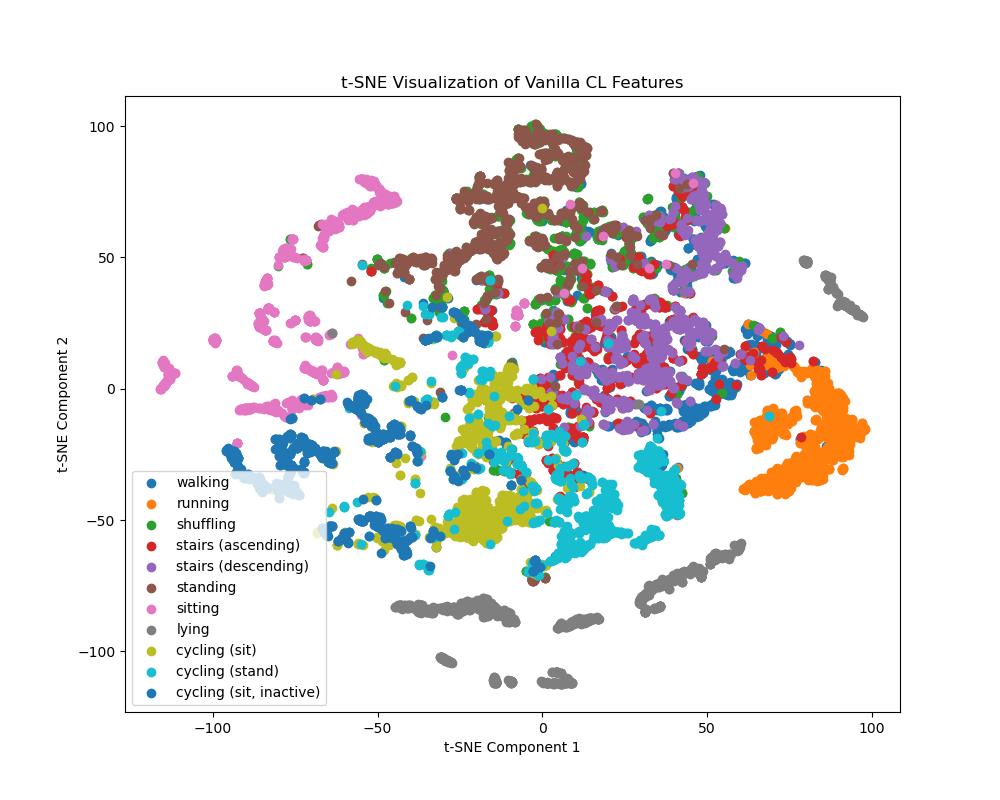 t-SNE Visualization of Vanilla CL Features
100
50
0
−50
−100
t-SNE Component 2
walking
running
shuffling
stairs (ascending)
stairs (descending)
standing
sitting
lying
cycling (sit)
cycling (stand)
cycling (sit, inactive)
−100
−50
0
50
100
t-SNE Component 1